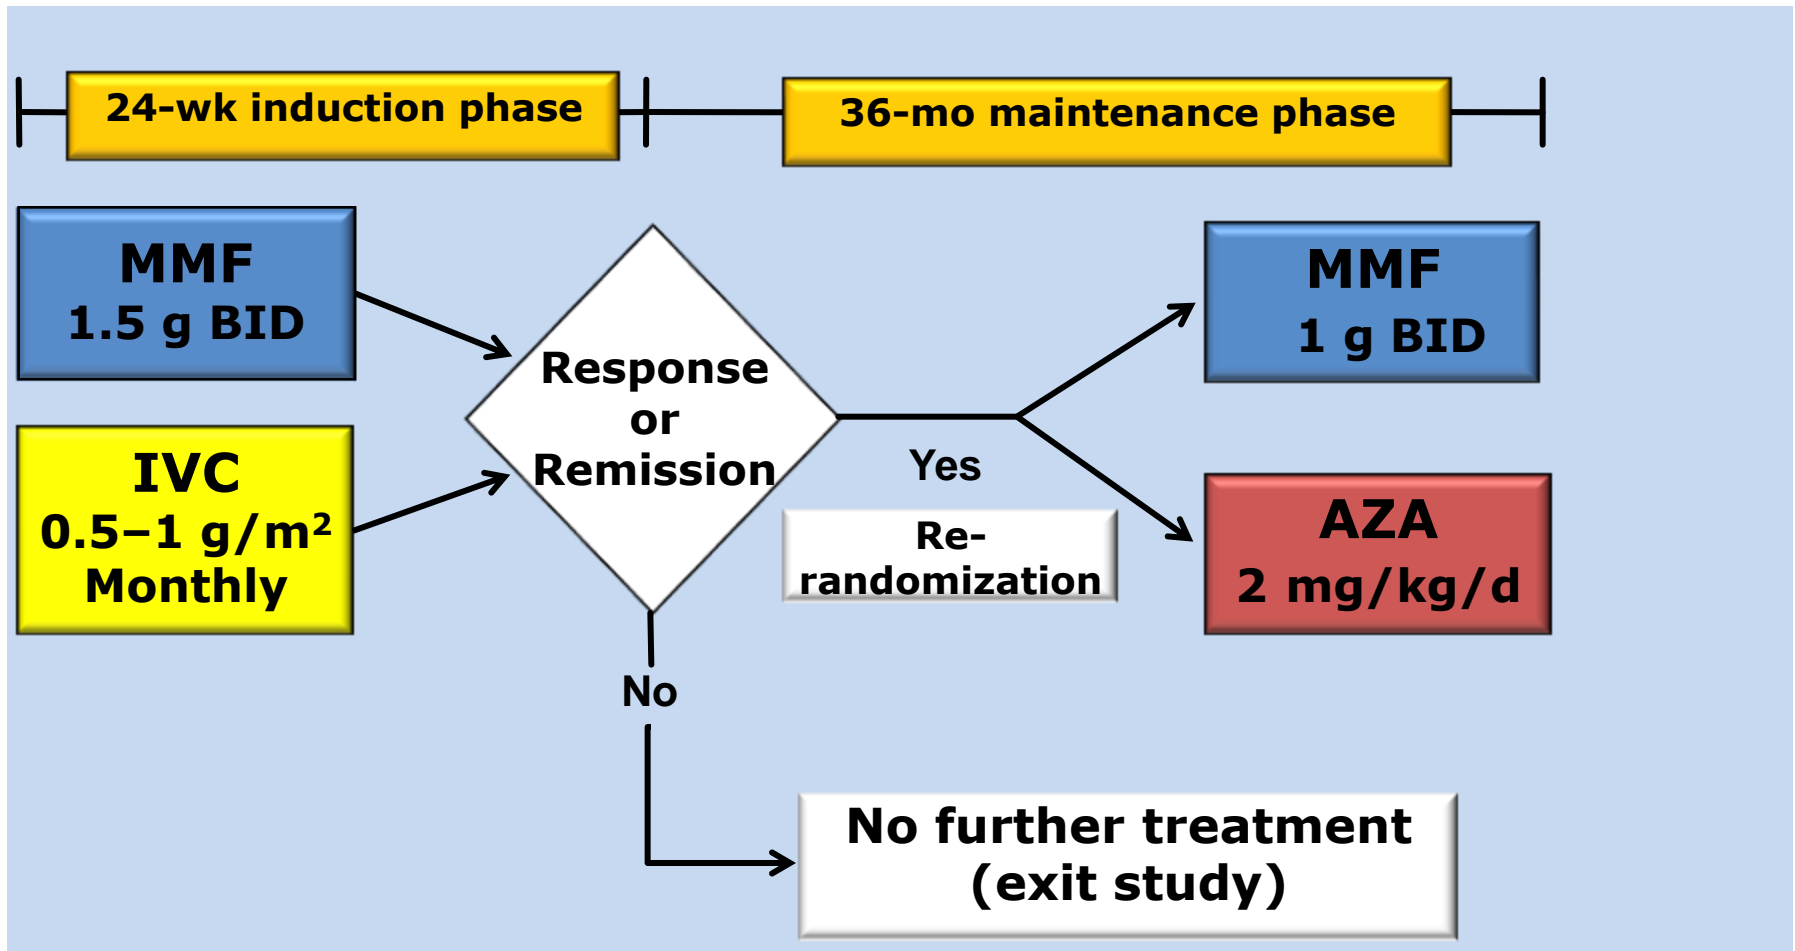 24-wk induction phase
36-mo maintenance phase
MMF
1.5 g BID
IVC
0.5–1 g/m²
Monthly
Response
or
Remission
Yes
Re-
randomization
MMF
1 g BID
AZA
2 mg/kg/d
No
No further treatment
(exit study)